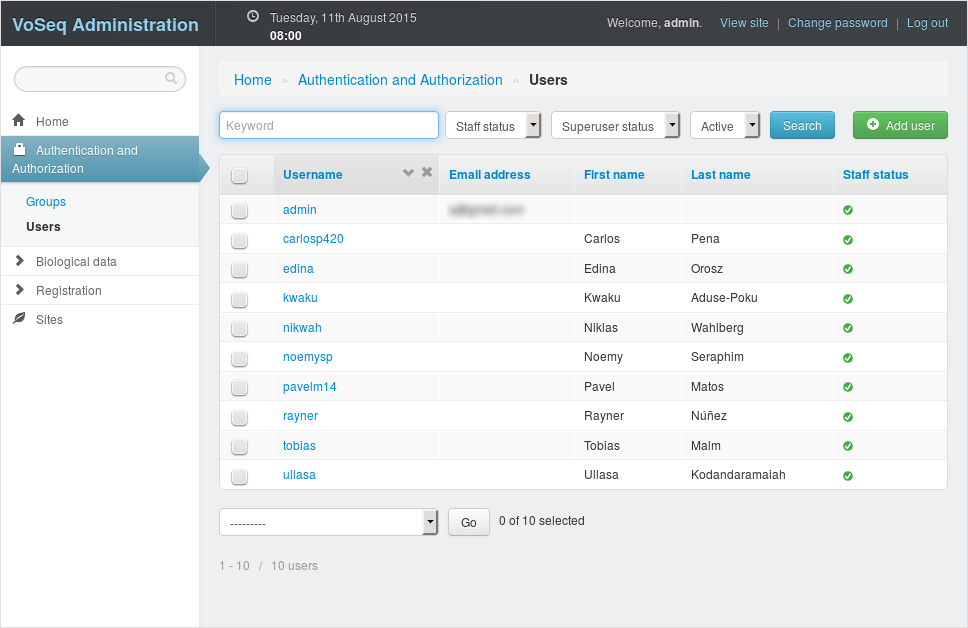 VoSeq Administration
Tuesday, 11th August 2015
08:00
Welcome, admin. View site | Change password | Log out
Home » Authentication and Authorization » Users
Home
Authentication and
Authorization
Groups
Users
Biological data
Registration
Sites
Keyword Staff status Superuser status Active Search Add user
Username Email address First name Last name Staff status
admin
carlosp420 Carlos Pena
edina Edina Orosz
kwaku Kwaku Aduse-Poku
nikwah Niklas Wahlberg
noemysp Noemy Seraphim
pavelm14 Pavel Matos
rayner Rayner Núñez
tobias Tobias Malm
ullasa Ullasa Kodandaramaiah
--------- Go 0 of 10 selected
1 - 10 / 10 users